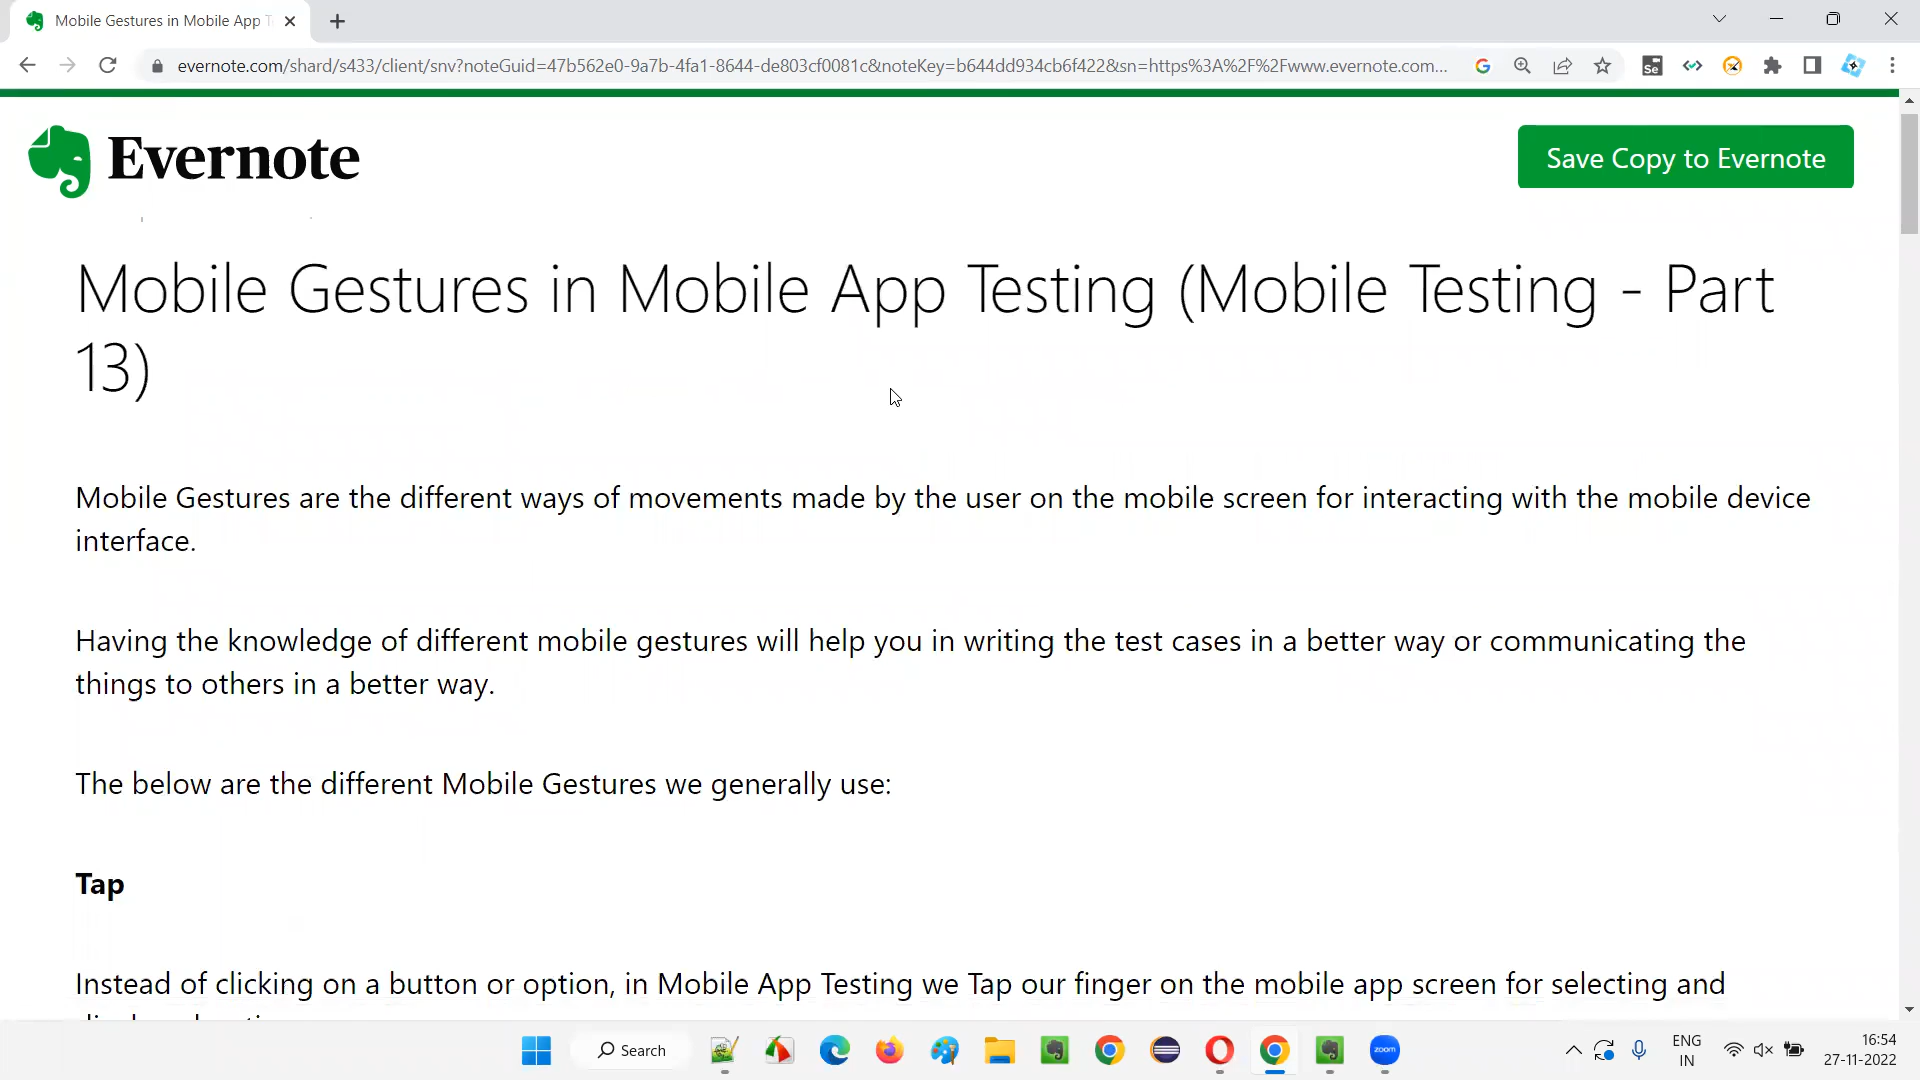 Mobile Gestures in Mobile App T
evernote.com/shard/s433/client/snv?noteGuid=47b562e0-9a7b-4fa1-8644-de803cf0081c&noteKey=b644dd934cb6f422&sn=https%3A%2F%2Fwww.evernote.com...
Se
Evernote
Save Copy to Evernote
Mobile Gestures in Mobile App Testing (Mobile Testing - Part
13)
Mobile Gestures are the different ways of movements made by the user on the mobile screen for interacting with the mobile device
interface.
Having the knowledge of different mobile gestures will help you in writing the test cases in a better way or communicating the
things to others in a better way.
The below are the different Mobile Gestures we generally use:
Tap
Instead of clicking on a button or option, in Mobile App Testing we Tap our finger on the mobile app screen for selecting and
Search
zoom
ENG
IN
16:54
27-11-2022